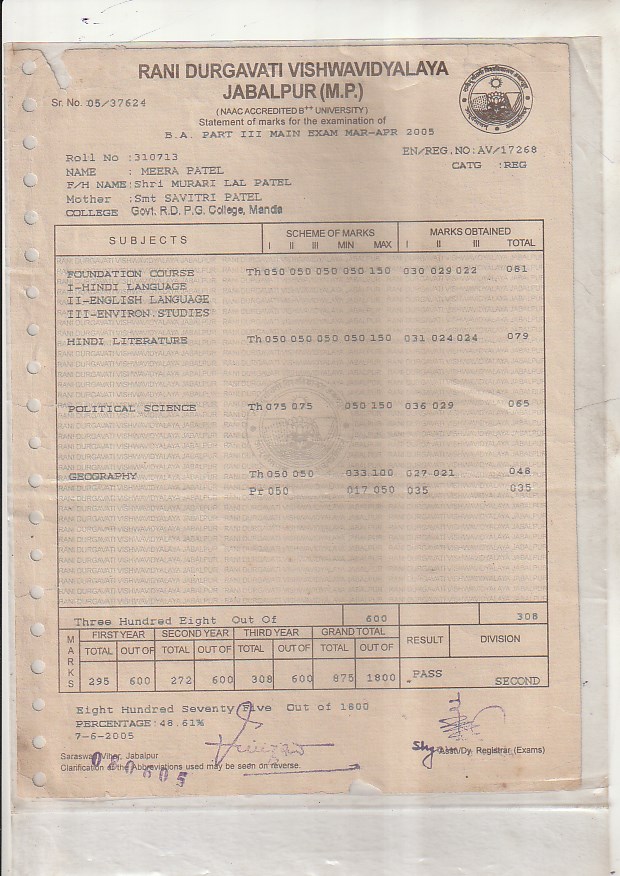 RANI DURGAVATI VISHWAVIDYALAYA
JABALPUR (M.P.)
Sr. No. 05/37624
(NAAC ACCREDITED B++ UNIVERSITY)
Statement of marks for the examination of
B.A. PART III MAIN EXAM MAR-APR 2005
EN/REG.NO:AV/17268
Roll No :310713
CATG :REG
NAME : MEERA PATEL
F/H NAME:Shri MURARI LAL PATEL
Mother :Smt SAVITRI PATEL
COLLEGE Govt. R.D. P.G. College, Mandla
SUBJECTS SCHEME OF MARKS MARKS OBTAINED
I II III MIN MAX I II III TOTAL
FOUNDATION COURSE Th 050 050 050 050 150 030 029 022 081
I-HINDI LANGUAGE
II-ENGLISH LANGUAGE
III-ENVIRON.STUDIES
HINDI LITERATURE Th 050 050 050 050 150 031 024 024 079
POLITICAL SCIENCE Th 075 075 050 150 036 029 065
GEOGRAPHY Th 050 050 033 100 027 021 048
Pr 050 017 050 035 035
Three Hundred Eight Out Of 600 308
MARKS FIRST YEAR SECOND YEAR THIRD YEAR GRAND TOTAL RESULT DIVISION
TOTAL OUT OF TOTAL OUT OF TOTAL OUT OF TOTAL OUT OF
295 600 272 600 308 600 875 1800 PASS SECOND
Eight Hundred Seventy Five Out of 1800
PERCENTAGE:48.61%
7-6-2005
Saraswati Vihar, Jabalpur
Asstt/Dy. Registrar (Exams)
Clarification of the Abbreviations used may be seen on reverse.